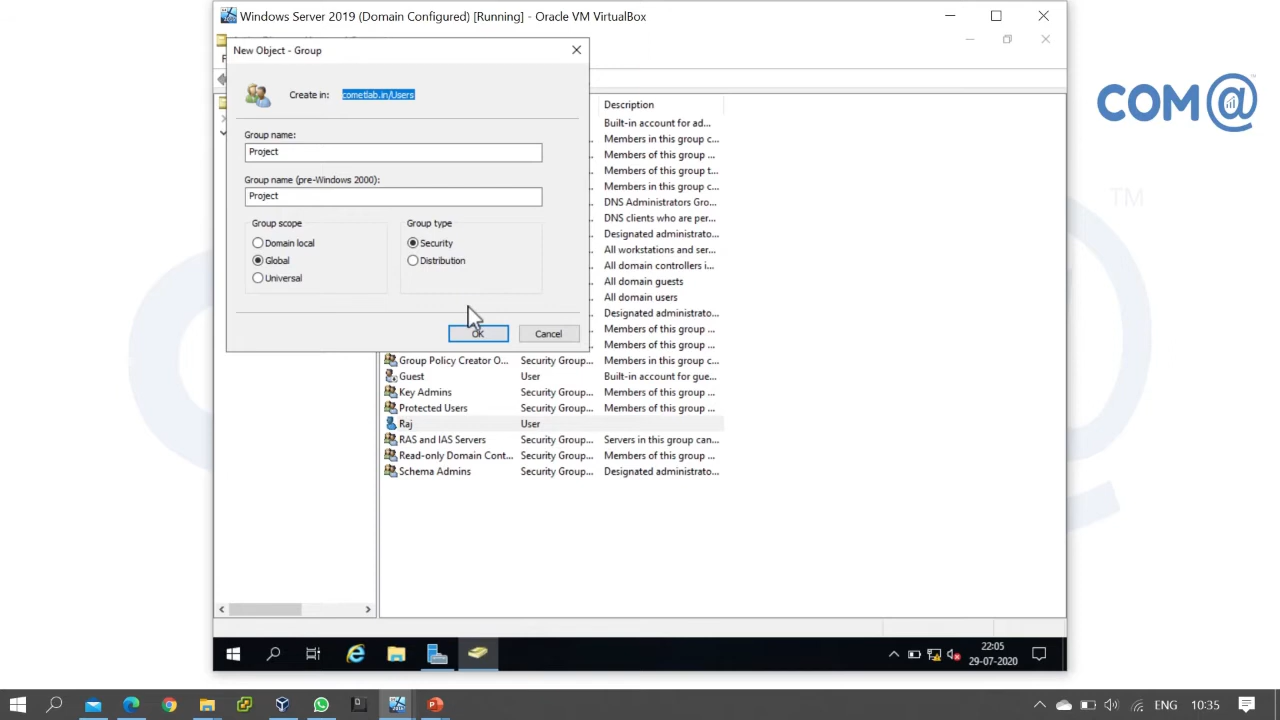 Windows Server 2019 (Domain Configured) [Running] - Oracle VM VirtualBox
New Object - Group
COM@
TM
Create in: cometlab.in/Users
Group name:
Project
Group name (pre-Windows 2000):
Project
Group scope
Domain local
Global
Universal
Group type
Security
Distribution
OK
Cancel
Description
Built-in account for ad...
Members in this group c...
Members of this group ...
Members of this group t...
Members in this group c...
DNS Administrators Gro...
DNS clients who are per...
Designated administrato...
All workstations and ser...
All domain controllers i...
All domain guests
All domain users
Designated administrato...
Members of this group ...
Members of this group ...
Group Policy Creator O... Security Group... Members in this group c...
Guest User Built-in account for gue...
Key Admins Security Group... Members of this group ...
Protected Users Security Group... Members of this group ...
Raj User
RAS and IAS Servers Security Group... Servers in this group can...
Read-only Domain Cont... Security Group... Members of this group ...
Schema Admins Security Group... Designated administrato...
22:05
29-07-2020
ENG 10:35